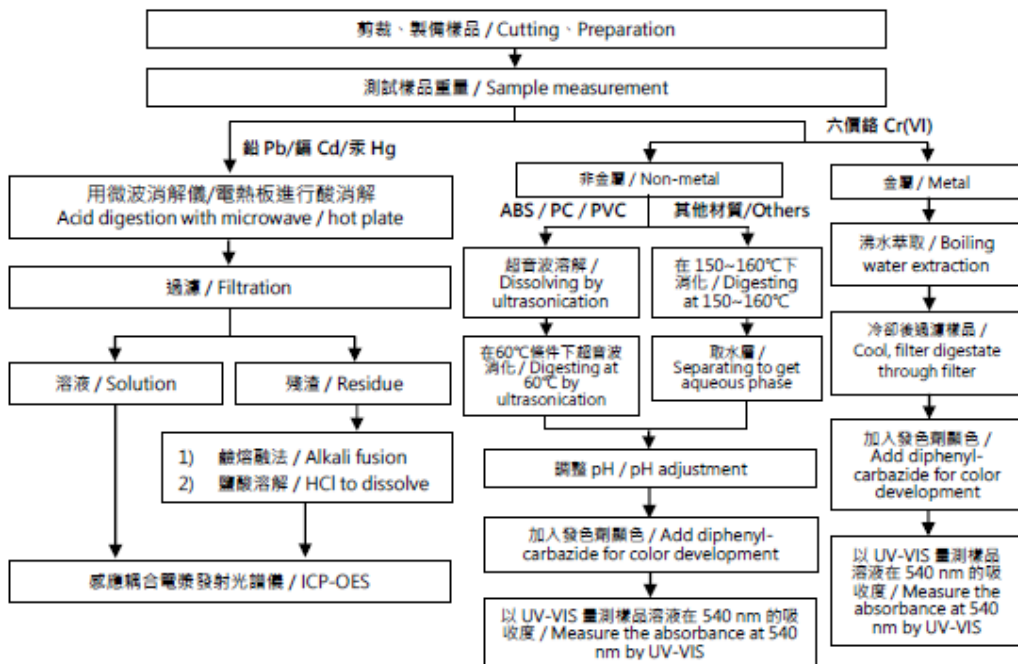 剪裁、製備樣品 / Cutting、Preparation
測試樣品重量 / Sample measurement
鉛 Pb/鎘 Cd/汞 Hg
六價鉻 Cr(VI)
用微波消解儀/電熱板進行酸消解
Acid digestion with microwave / hot plate
過濾 / Filtration
溶液 / Solution
殘渣 / Residue
1) 鹼熔融法 / Alkali fusion
2) 鹽酸溶解 / HCl to dissolve
感應耦合電漿發射光譜儀 / ICP-OES
非金屬 / Non-metal
ABS / PC / PVC
其他材質/Others
超音波溶解 /
Dissolving by
ultrasonication
在60℃條件下超音波
消化 / Digesting at
60℃ by
ultrasonication
在 150~160℃下
消化 / Digesting
at 150~160℃
取水層 /
Separating to get
aqueous phase
調整 pH / pH adjustment
加入發色劑顯色 / Add diphenyl-
carbazide for color development
以 UV-VIS 量測樣品溶液在 540 nm 的吸
收度 / Measure the absorbance at 540
nm by UV-VIS
金屬 / Metal
沸水萃取 / Boiling
water extraction
冷卻後過濾樣品 /
Cool, filter digestate
through filter
加入發色劑顯色 /
Add diphenyl-
carbazide for color
development
以 UV-VIS 量測樣品
溶液在 540 nm 的吸
收度 / Measure the
absorbance at 540
nm by UV-VIS